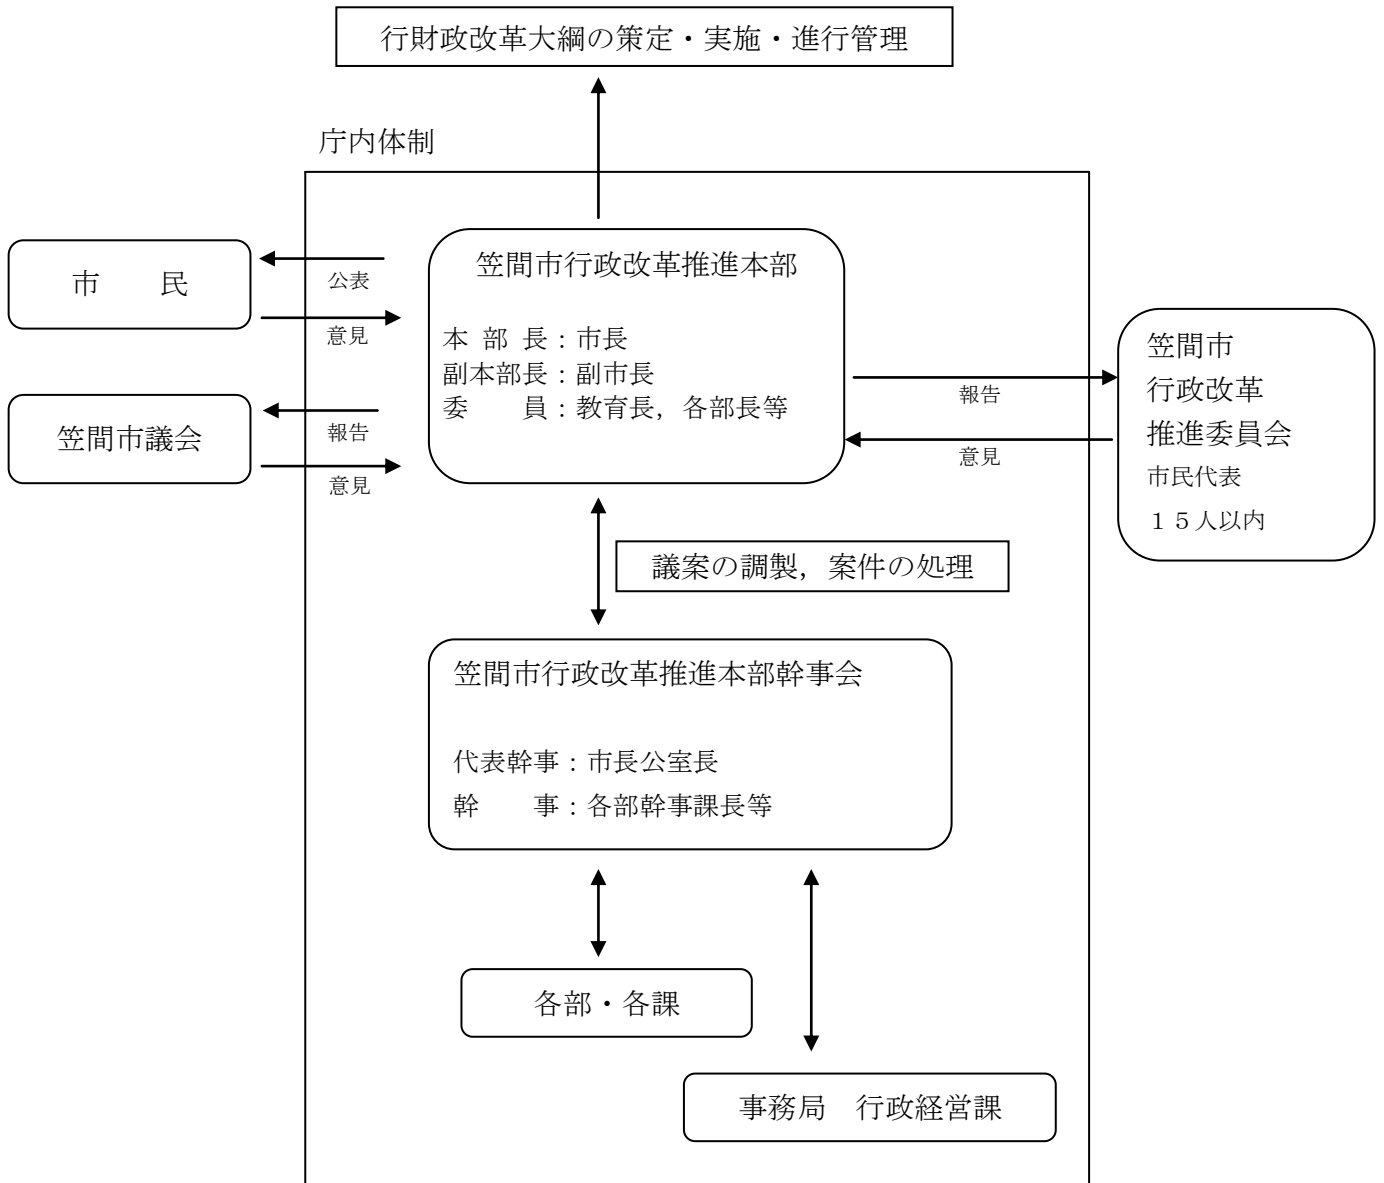 行財政改革大綱の策定・実施・進行管理
庁内体制
市　　民
公表
意見
笠間市議会
報告
意見
笠間市行政改革推進本部
本 部 長：市長
副本部長：副市長
委　　員：教育長，各部長等
報告
意見
笠間市
行政改革
推進委員会
市民代表
１５人以内
議案の調製，案件の処理
笠間市行政改革推進本部幹事会
代表幹事：市長公室長
幹　　事：各部幹事課長等
各部・各課
事務局　行政経営課